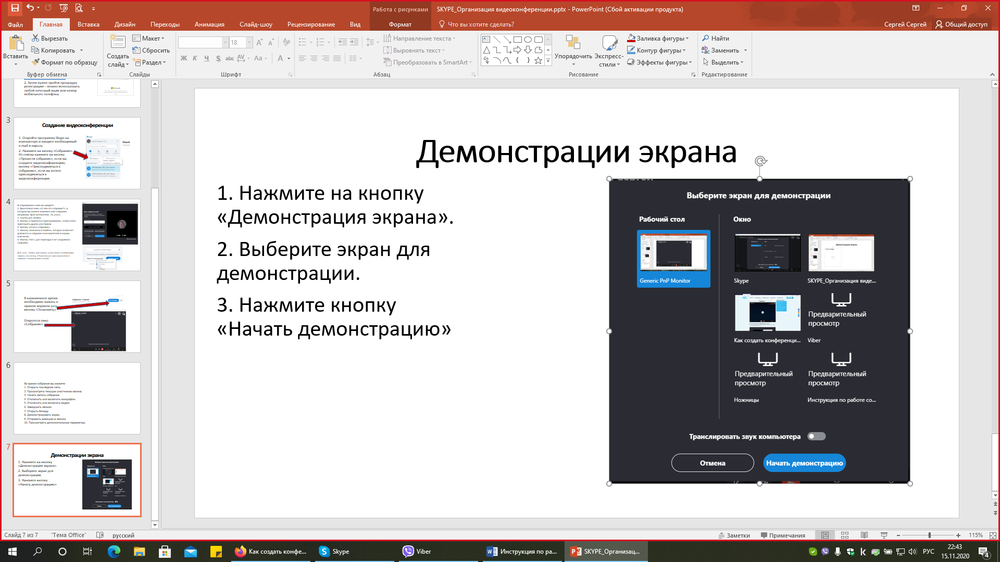 Работа с рисунками
SKYPE_Организация видеоконференции.pptx - PowerPoint (Сбой активации продукта)
Файл
Главная
Вставка
Дизайн
Переходы
Анимация
Слайд-шоу
Рецензирование
Вид
Формат
Что вы хотите сделать?
Сергей Сергей
Общий доступ
Вставить
Вырезать
Копировать
Формат по образцу
Буфер обмена
Создать
слайд
Макет
Сбросить
Раздел
Слайды
18
Ж К Ч S abc AV Aa A
Шрифт
Направление текста
Выровнять текст
Преобразовать в SmartArt
Абзац
Упорядочить
Экспресс-
стили
Заливка фигуры
Контур фигуры
Эффекты фигуры
Рисование
Найти
Заменить
Выделить
Редактирование
2. Затем нужно пройти процедуру
регистрации – можно использовать
любой почтовый ящик или номер
мобильного телефона.
3
Создание видеоконференции
1. Откройте программу Skype на
компьютере и введите необходимый
e-mail и пароль.
2. Нажмите на кнопку «Собрание».
Из списка нажмите на кнопку
«Провести собрание», если вы
создаете видеоконференцию;
кнопку «Присоединиться к
собранию», если вы хотите
присоединиться к
видеоконференции.
4
5
В назначенное время
необходимо нажать в
правом верхнем углу
кнопку «Позвонить»
Откроется окно
«Собрание»
6
Во время собрания вы можете:
1. Открыть последние чаты.
2. Просмотреть текущих участников звонка.
3. Начать запись собрания.
4. Отключить или включить микрофон.
5. Отключить или включить видео.
6. Завершить звонок.
7. Открыть беседу.
8. Демонстрировать экран.
9. Отправить реакцию в звонок.
10. Просмотреть дополнительные параметры.
7
Демонстрации экрана
1. Нажмите на кнопку
«Демонстрация экрана».
2. Выберите экран для
демонстрации.
3. Нажмите кнопку
«Начать демонстрацию»
Демонстрации экрана
1. Нажмите на кнопку
«Демонстрация экрана».
2. Выберите экран для
демонстрации.
3. Нажмите кнопку
«Начать демонстрацию»
Выберите экран для демонстрации
Рабочий стол
Окно
Generic PnP Monitor
Skype
SKYPE_Организация виде...
Предварительный
просмотр
Как создать конференци...
Viber
Предварительный
просмотр
Предварительный
просмотр
Ножницы
Инструкция по работе со...
Транслировать звук компьютера
Отмена
Начать демонстрацию
Слайд 7 из 7
"Тема Office"
русский
Заметки
Примечания
115%
Как создать конфе...
Skype
Viber
Инструкция по ра...
SKYPE_Организац...
РУС
22:43
15.11.2020
4